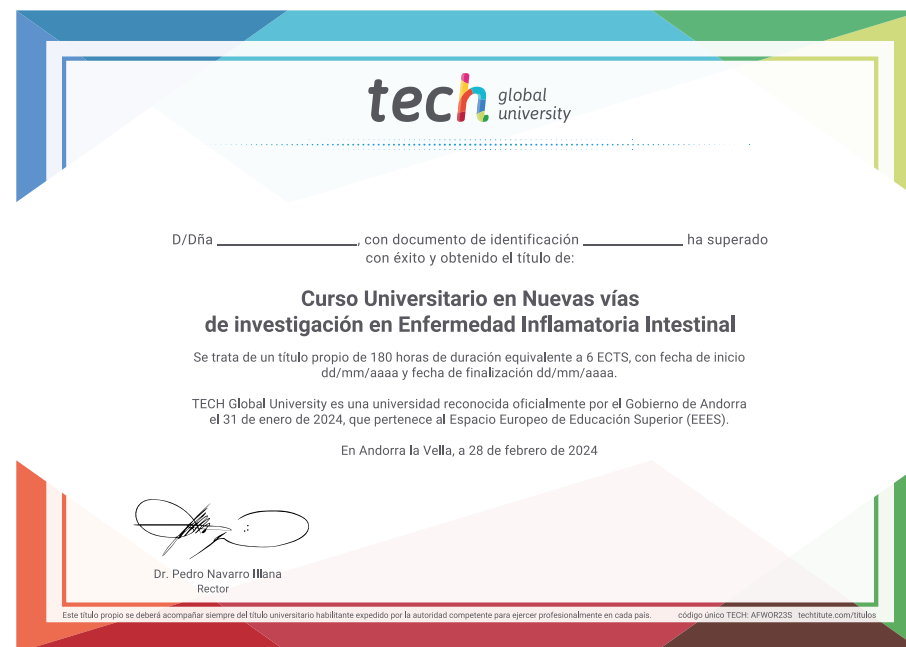 tech global university
D/Dña ____________________, con documento de identificación ______________ ha superado
con éxito y obtenido el título de:
Curso Universitario en Nuevas vías
de investigación en Enfermedad Inflamatoria Intestinal
Se trata de un título propio de 180 horas de duración equivalente a 6 ECTS, con fecha de inicio
dd/mm/aaaa y fecha de finalización dd/mm/aaaa.
TECH Global University es una universidad reconocida oficialmente por el Gobierno de Andorra
el 31 de enero de 2024, que pertenece al Espacio Europeo de Educación Superior (EEES).
En Andorra la Vella, a 28 de febrero de 2024
Dr. Pedro Navarro Illana
Rector
Este título propio se deberá acompañar siempre del título universitario habilitante expedido por la autoridad competente para ejercer profesionalmente en cada país. código único TECH: AFWOR23S techtitute.com/titulos